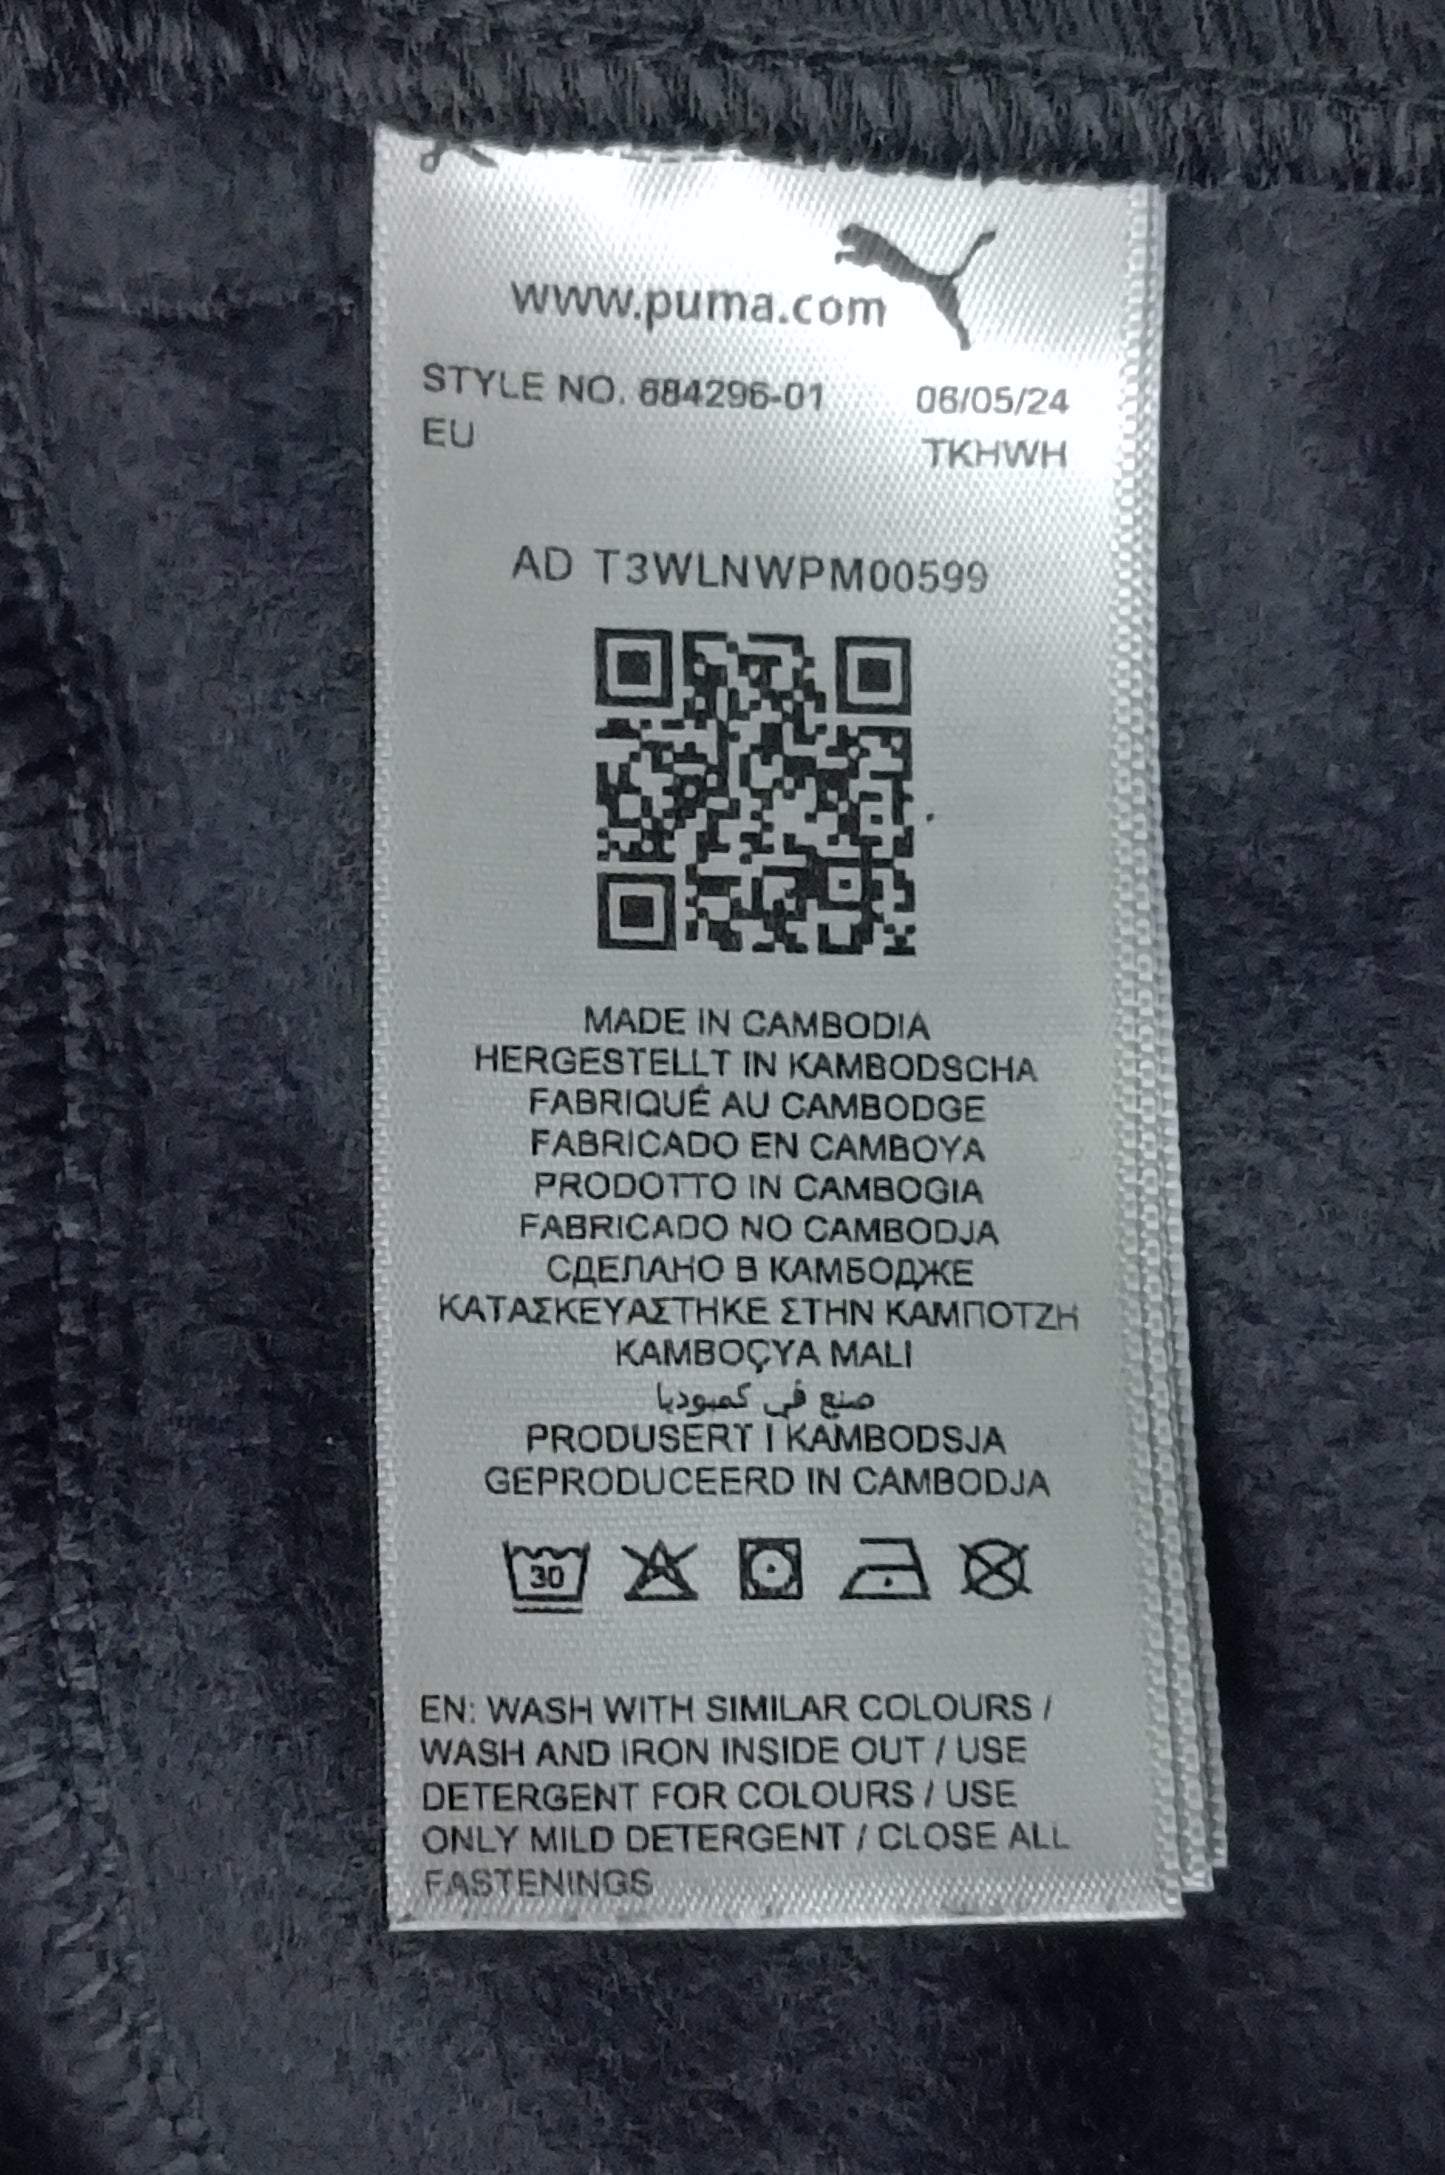 www.puma.com
STYLE NO. 684296-01 06/05/24
EU TKHWH
AD T3WLNWPM00599
MADE IN CAMBODIA
HERGESTELLT IN KAMBODSCHA
FABRIQUÉ AU CAMBODGE
FABRICADO EN CAMBOYA
PRODOTTO IN CAMBOGIA
FABRICADO NO CAMBODJA
СДЕЛАНО В КАМБОДЖЕ
ΚΑΤΑΣΚΕΥΑΣΤΗΚΕ ΣΤΗΝ ΚΑΜΠΟΤΖΗ
KAMBOÇYA MALI
صنع في كمبوديا
PRODUSERT I KAMBODSJA
GEPRODUCEERD IN CAMBODJA
30
EN: WASH WITH SIMILAR COLOURS /
WASH AND IRON INSIDE OUT / USE
DETERGENT FOR COLOURS / USE
ONLY MILD DETERGENT / CLOSE ALL
FASTENINGS